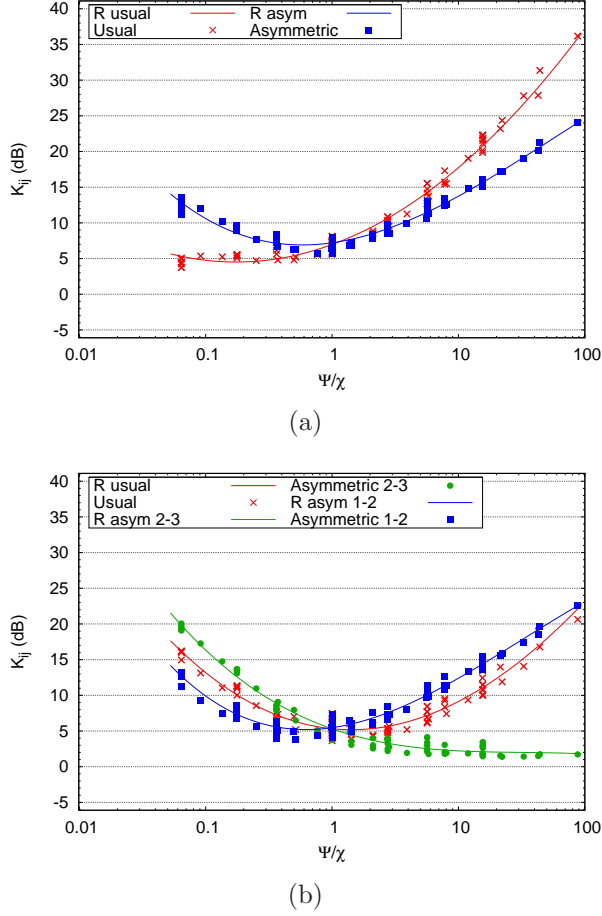 R usual
Usual
R asym
Asymmetric
40
35
30
25
20
15
10
5
0
-5
K_ij (dB)
0.01 0.1 1 10 100
Ψ/χ
(a)
R usual
Usual
R asym 2-3
Asymmetric 2-3
R asym 1-2
Asymmetric 1-2
40
35
30
25
20
15
10
5
0
-5
K_ij (dB)
0.01 0.1 1 10 100
Ψ/χ
(b)